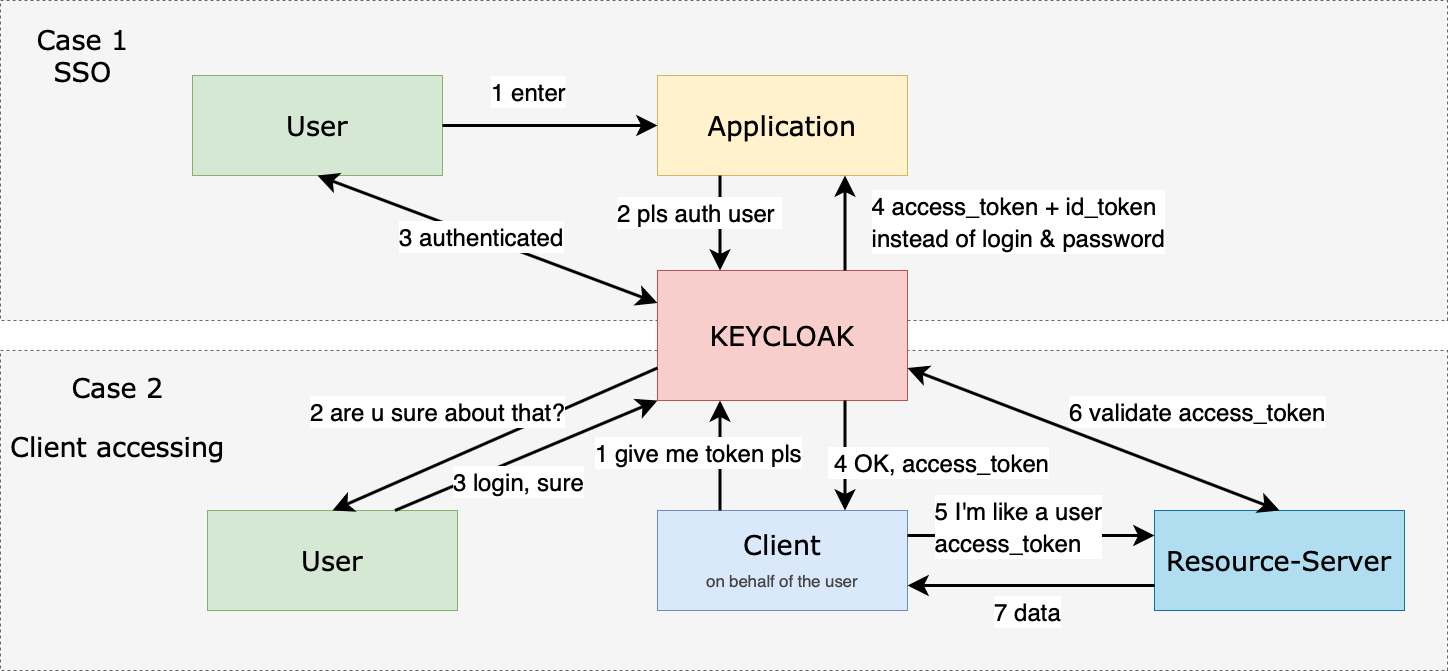 Case 1
SSO
User
1 enter
Application
3 authenticated
2 pls auth user
4 access_token + id_token
instead of login & password
KEYCLOAK
Case 2
Client accessing
2 are u sure about that?
3 login, sure
1 give me token pls
4 OK, access_token
6 validate access_token
User
Client
on behalf of the user
5 I'm like a user
access_token
Resource-Server
7 data